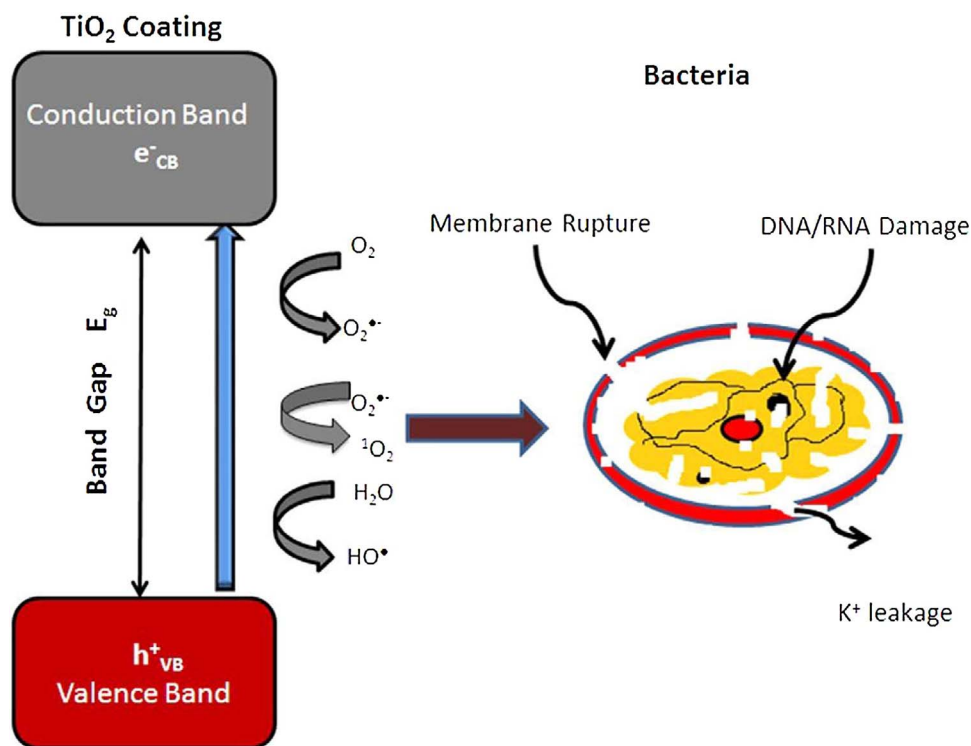 TiO₂ Coating
Conduction Band
e⁻CB
Band Gap E₉
O₂
O₂•-
O₂•-
¹O₂
H₂O
HO•
h⁺VB
Valence Band
Bacteria
Membrane Rupture
DNA/RNA Damage
K⁺ leakage